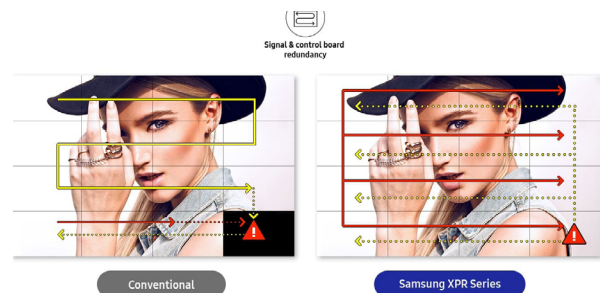 Signal & control board
redundancy
Conventional
Samsung XPR Series